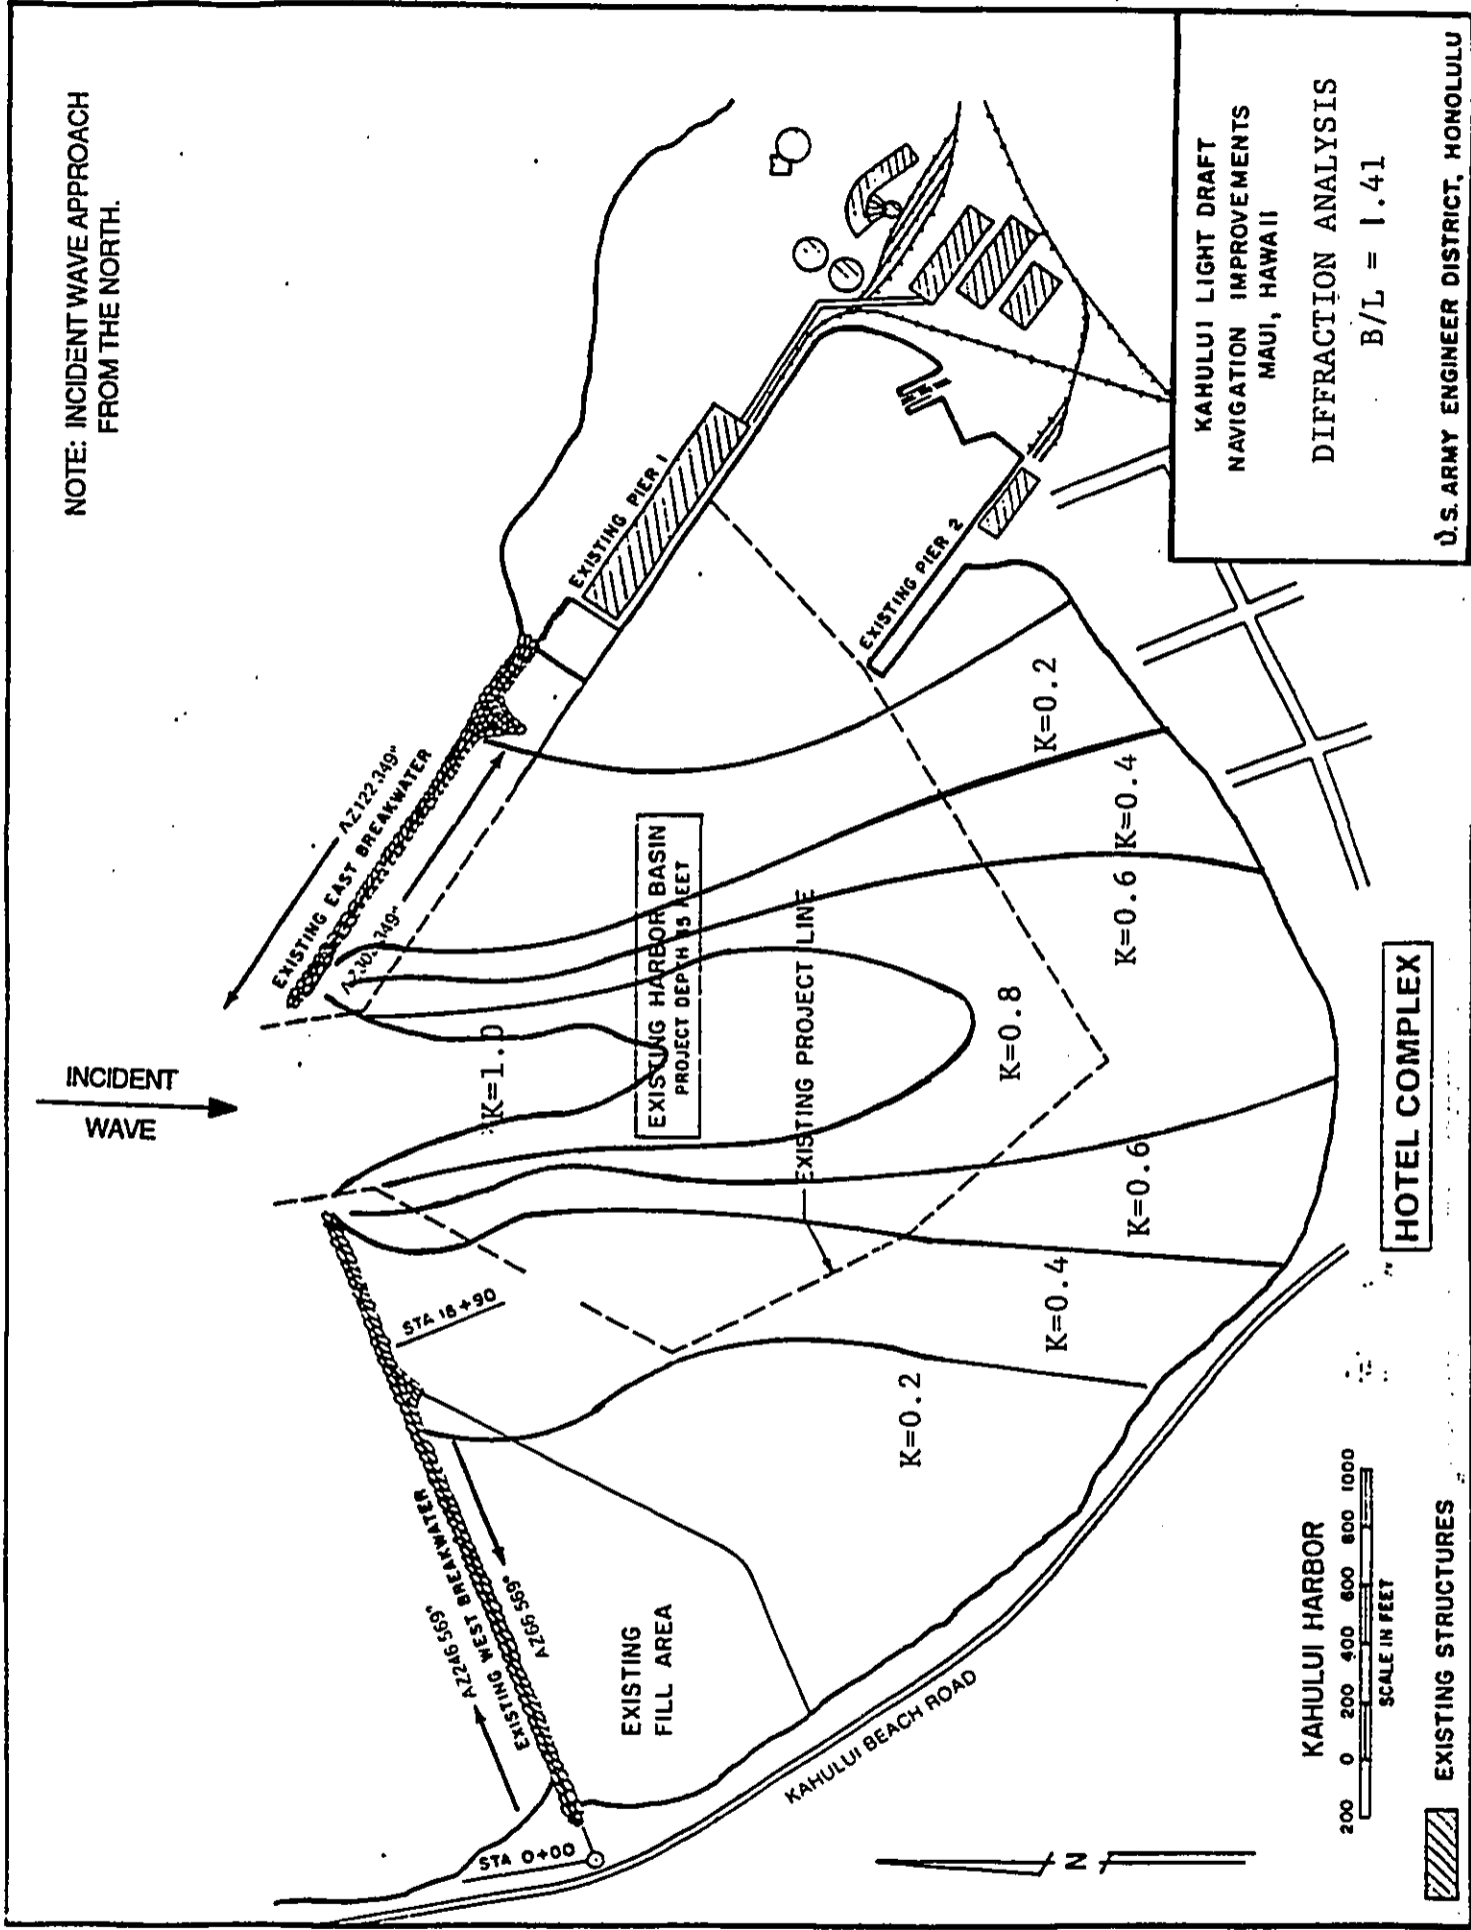 NOTE: INCIDENT WAVE APPROACH
FROM THE NORTH.
INCIDENT
WAVE
AZ122.349°
EXISTING EAST BREAKWATER
AZ302.349°
EXISTING PIER 1
EXISTING PIER 2
*K=1.0
EXISTING HARBOR BASIN
PROJECT DEPTH 35 FEET
EXISTING PROJECT LINE
K=0.2
K=0.4
K=0.6
K=0.8
K=0.6
K=0.4
K=0.2
STA 18+90
AZ246.569°
EXISTING WEST BREAKWATER
AZ66.569°
EXISTING
FILL AREA
STA 0+00
KAHULUI BEACH ROAD
HOTEL COMPLEX
N
KAHULUI HARBOR
200 0 200 400 600 800 1000
SCALE IN FEET
EXISTING STRUCTURES
KAHULUI LIGHT DRAFT
NAVIGATION IMPROVEMENTS
MAUI, HAWAII
DIFFRACTION ANALYSIS
B/L = 1.41
U.S. ARMY ENGINEER DISTRICT, HONOLULU